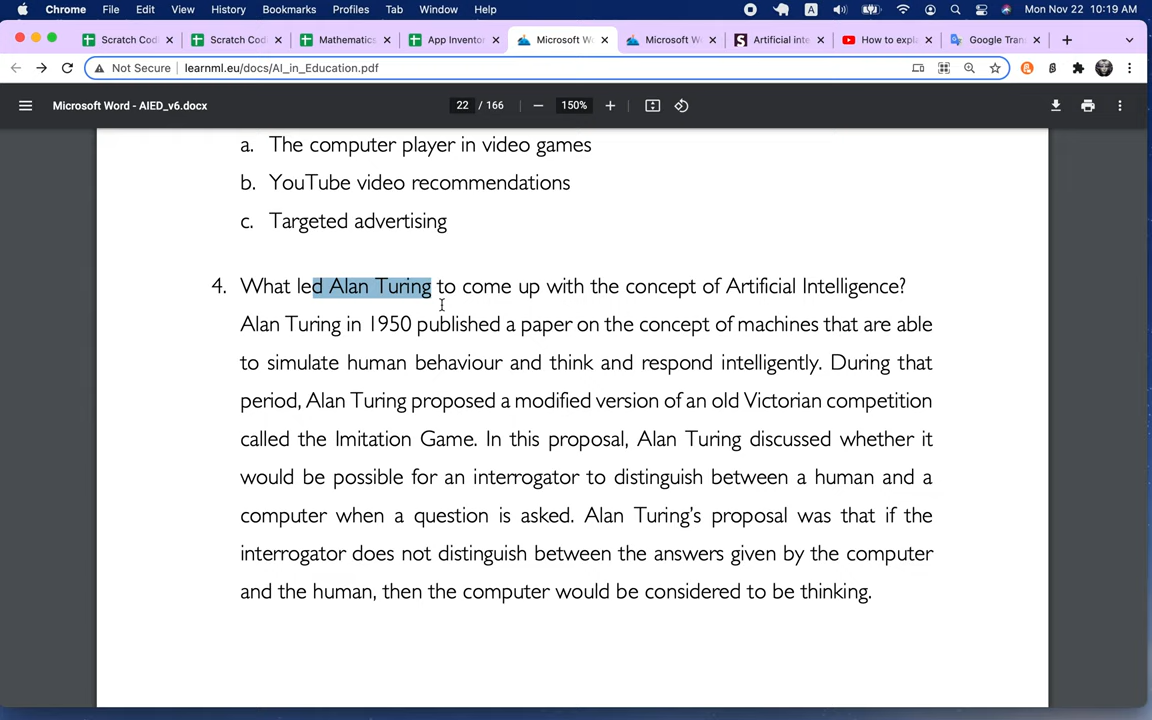 Chrome File Edit View History Bookmarks Profiles Tab Window Help A Mon Nov 22 10:19 AM
Scratch Codi Scratch Codi Mathematics App Inventor Microsoft Wo Microsoft Wo Artificial inte How to expla Google Tran
Not Secure learnml.eu/docs/AI_in_Education.pdf
Microsoft Word - AIED_v6.docx 22 / 166 150%
a. The computer player in video games
b. YouTube video recommendations
c. Targeted advertising
4. What led Alan Turing to come up with the concept of Artificial Intelligence?
Alan Turing in 1950 published a paper on the concept of machines that are able
to simulate human behaviour and think and respond intelligently. During that
period, Alan Turing proposed a modified version of an old Victorian competition
called the Imitation Game. In this proposal, Alan Turing discussed whether it
would be possible for an interrogator to distinguish between a human and a
computer when a question is asked. Alan Turing's proposal was that if the
interrogator does not distinguish between the answers given by the computer
and the human, then the computer would be considered to be thinking.